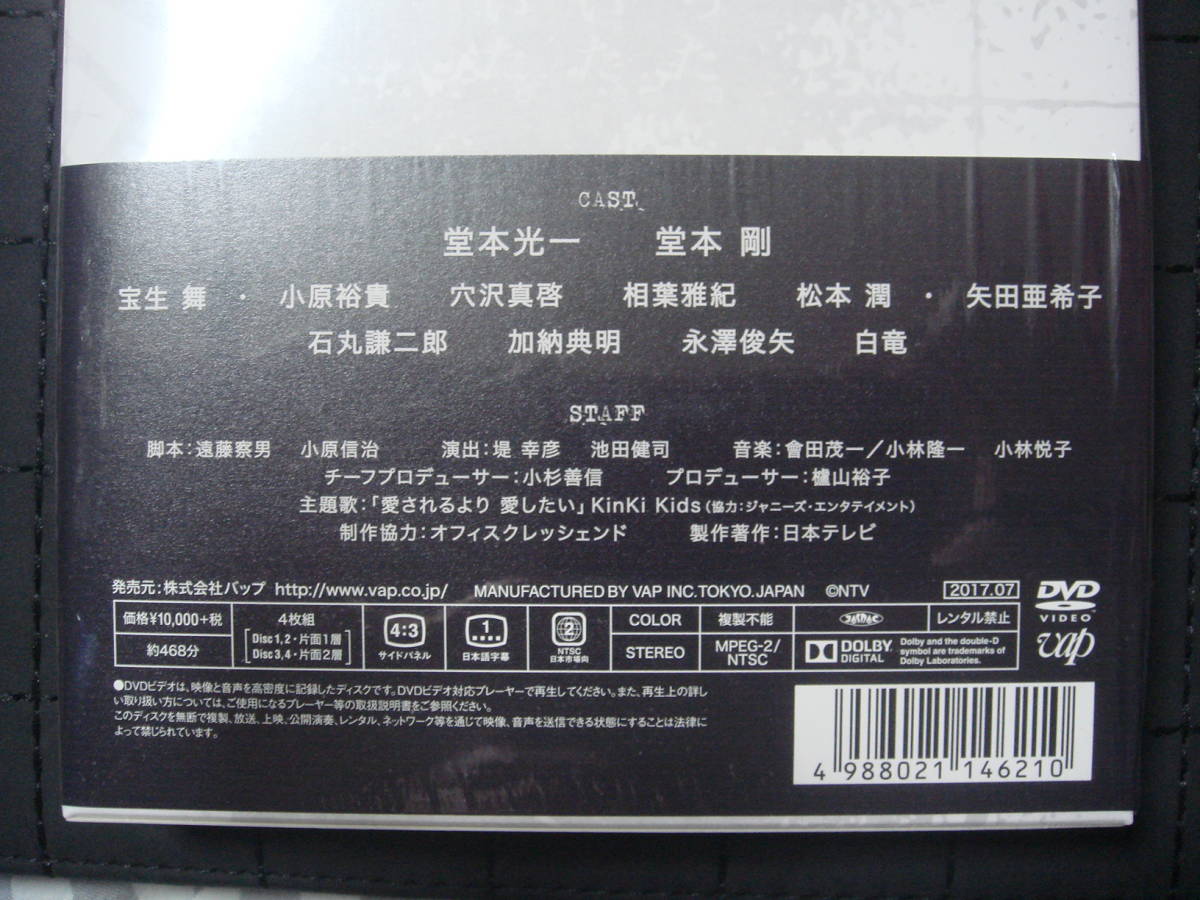 CAST
堂本光一 堂本 剛
宝生 舞 ・ 小原裕貴 穴沢真啓 相葉雅紀 松本 潤 ・ 矢田亜希子
石丸謙二郎 加納典明 永澤俊矢 白竜
STAFF
脚本：遠藤察男 小原信治 演出：堤 幸彦 池田健司 音楽：會田茂一／小林隆一 小林悦子
チーフプロデューサー：小杉善信 プロデューサー：櫨山裕子
主題歌：「愛されるより 愛したい」KinKi Kids（協力：ジャニーズ・エンタテイメント）
制作協力：オフィスクレッシェンド 製作著作：日本テレビ
発売元：株式会社バップ http://www.vap.co.jp/ MANUFACTURED BY VAP INC.TOKYO.JAPAN ©NTV 2017.07
DVD VIDEO
vap
価格¥10,000+税
約468分
4枚組
Disc1,2・片面1層
Disc3,4・片面2層
4:3
サイドパネル
1
日本語字幕
2
NTSC
日本市場向
COLOR
STEREO
複製不能
MPEG-2/
NTSC
レンタル禁止
DOLBY
DIGITAL
Dolby and the double-D
symbol are trademarks of
Dolby Laboratories.
●DVDビデオは、映像と音声を高密度に記録したディスクです。DVDビデオ対応プレーヤーで再生してください。また、再生上の詳し
い取り扱い方については、ご使用になるプレーヤー等の取扱説明書をご参照ください。
このディスクを無断で複製、放送、上映、公開演奏、レンタル、ネットワーク等を通じて映像、音声を送信できる状態にすることは法律に
よって禁じられています。
4 988021 146210